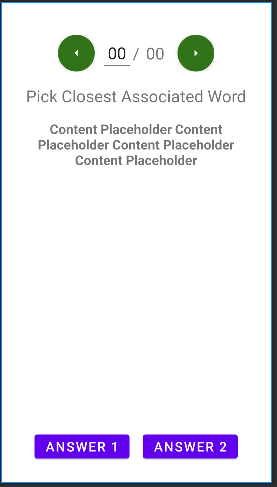 00 / 00
Pick Closest Associated Word
Content Placeholder Content
Placeholder Content Placeholder
Content Placeholder
ANSWER 1 ANSWER 2